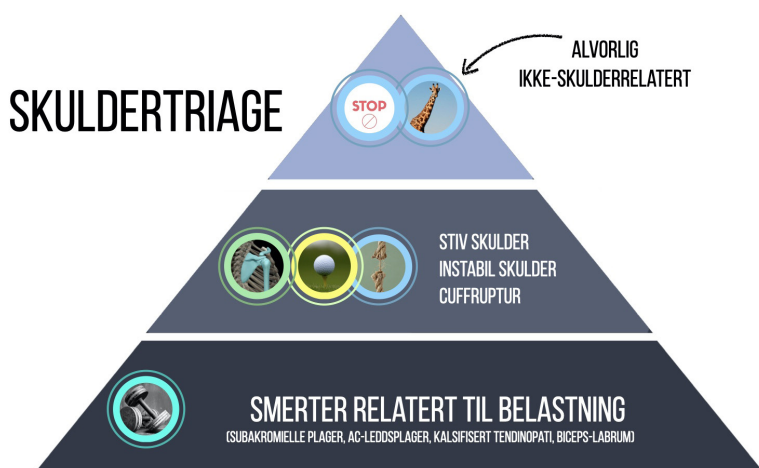 SKULDERTRIAGE
ALVORLIG
IKKE-SKULDERRELATERT
STOP
STIV SKULDER
INSTABIL SKULDER
CUFFRUPTUR
SMERTER RELATERT TIL BELASTNING
(SUBAKROMIELLE PLAGER, AC-LEDDSPLAGER, KALSIFISERT TENDINOPATI, BICEPS-LABRUM)